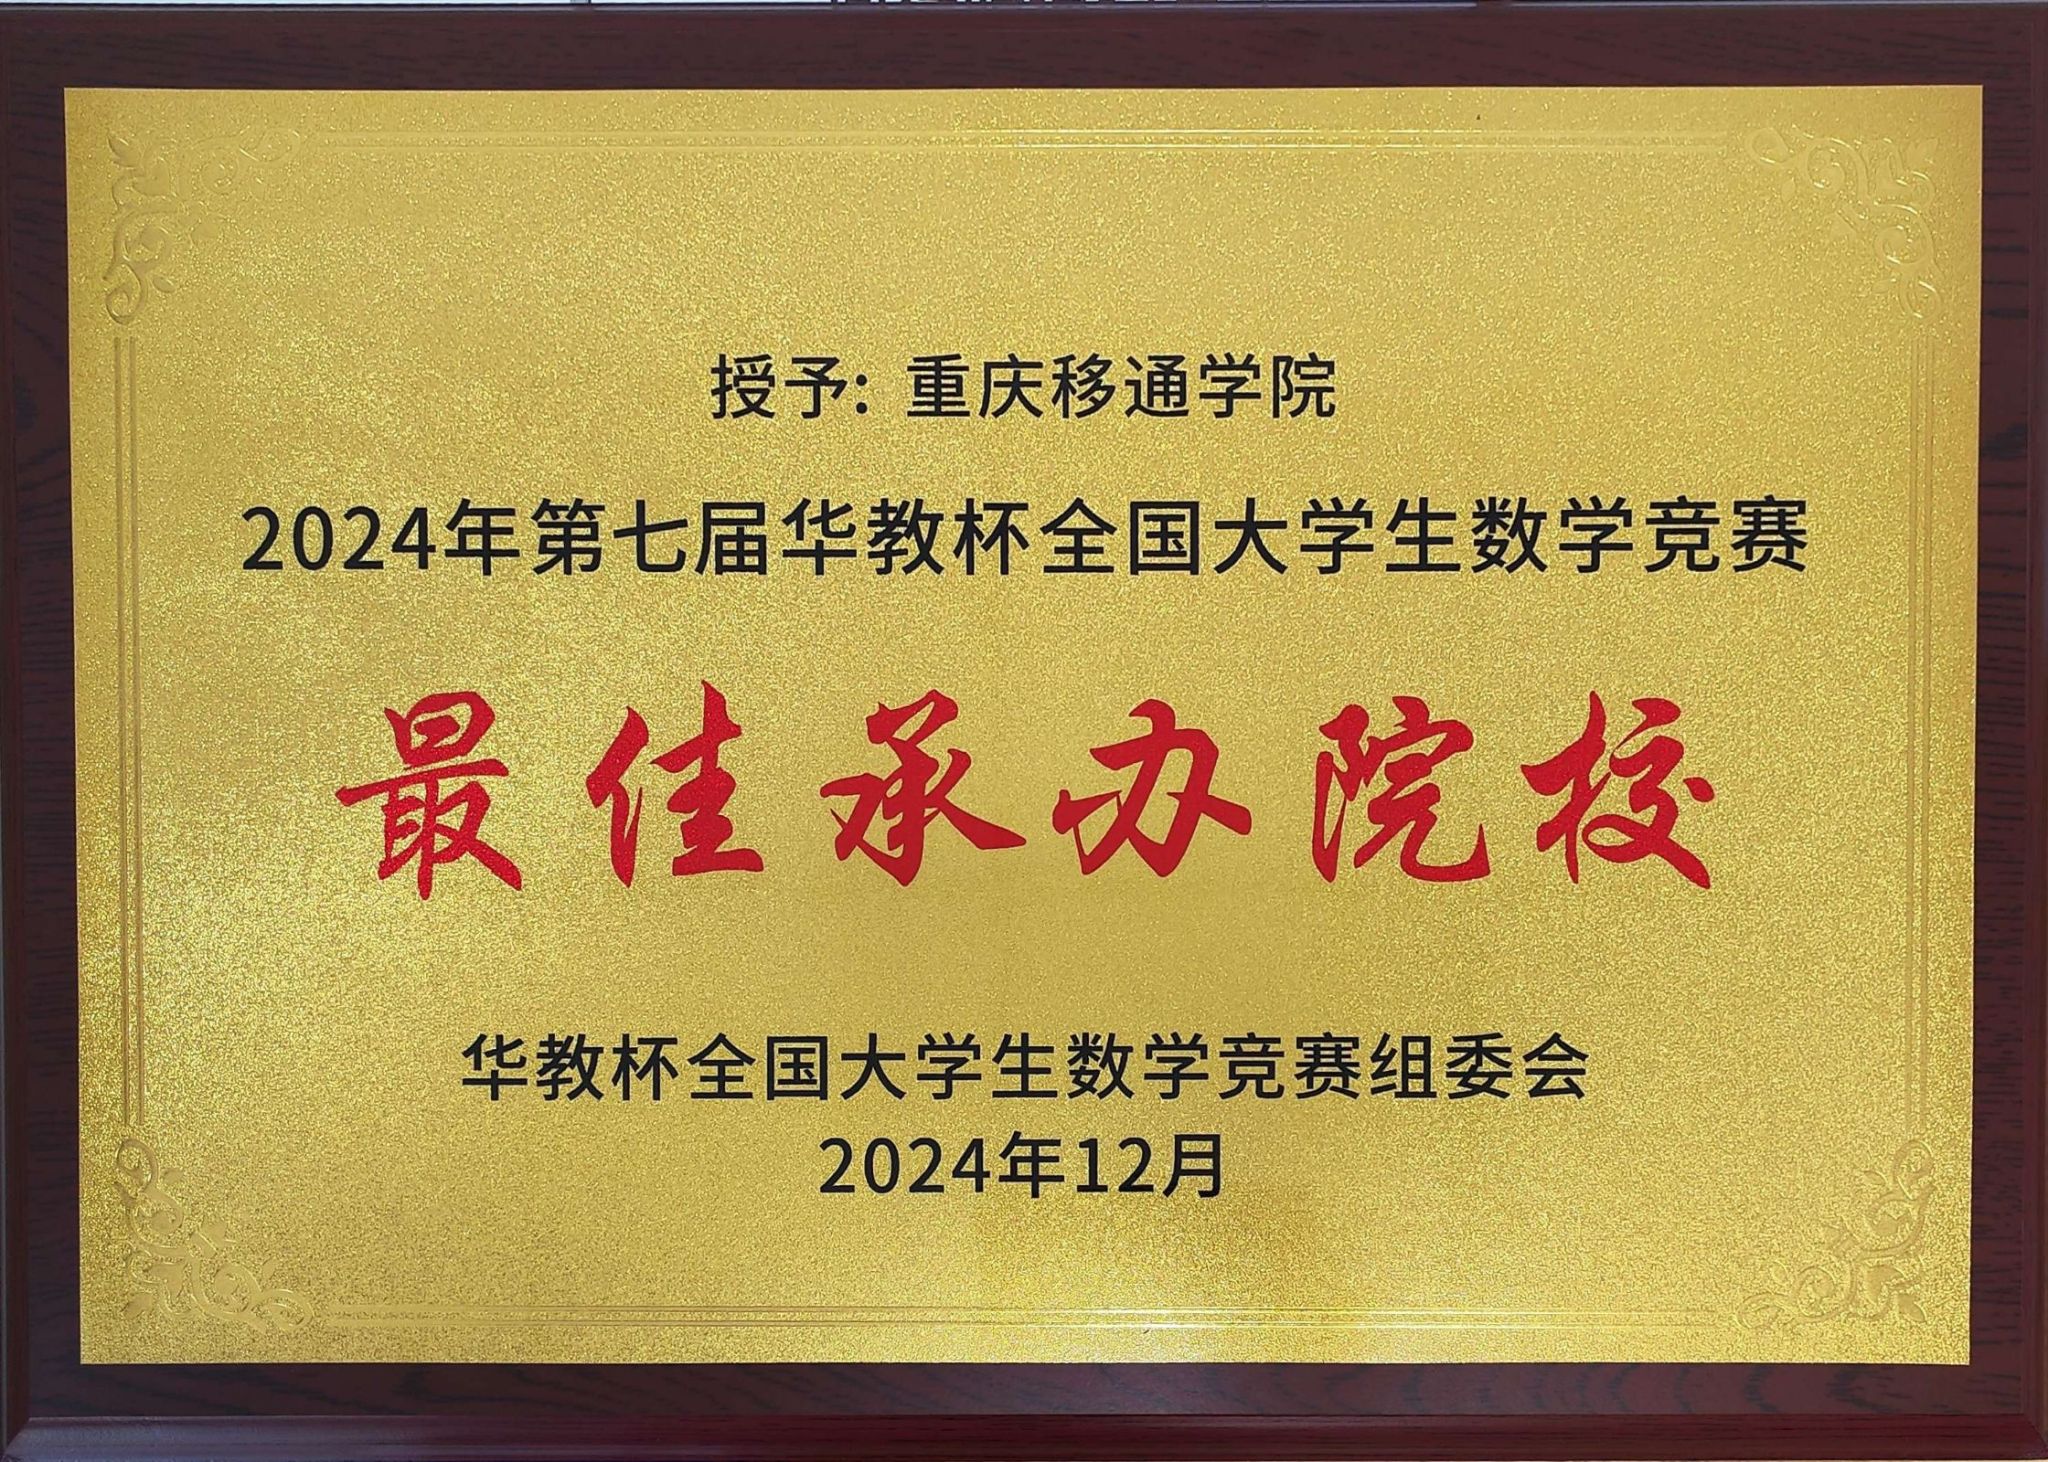 授予: 重庆移通学院
2024年第七届华教杯全国大学生数学竞赛
最佳承办院校
华教杯全国大学生数学竞赛组委会
2024年12月